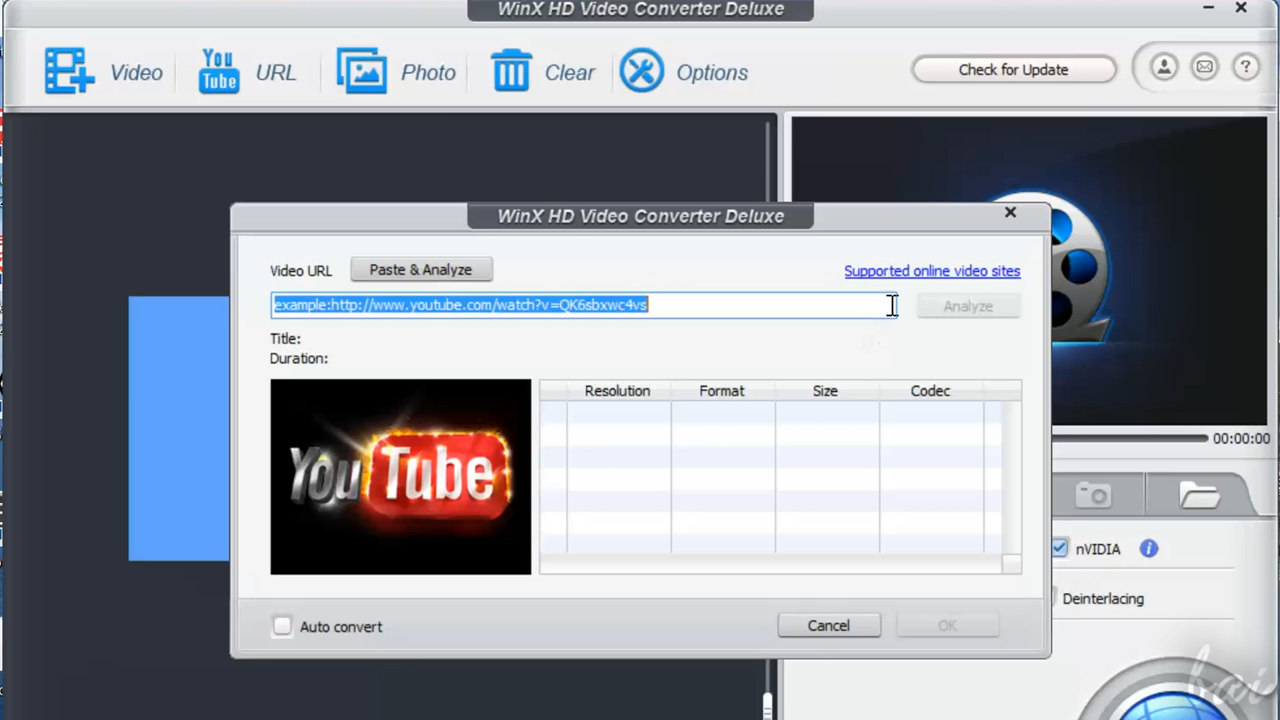 WinX HD Video Converter Deluxe
Video
You Tube URL
Photo
Clear
Options
Check for Update
?
WinX HD Video Converter Deluxe
Video URL
Paste & Analyze
Supported online video sites
example:http://www.youtube.com/watch?v=QK6sbxwc4vs
Analyze
Title:
Duration:
Resolution Format Size Codec
YouTube
00:00:00
nVIDIA i
Deinterlacing
Auto convert
Cancel
OK